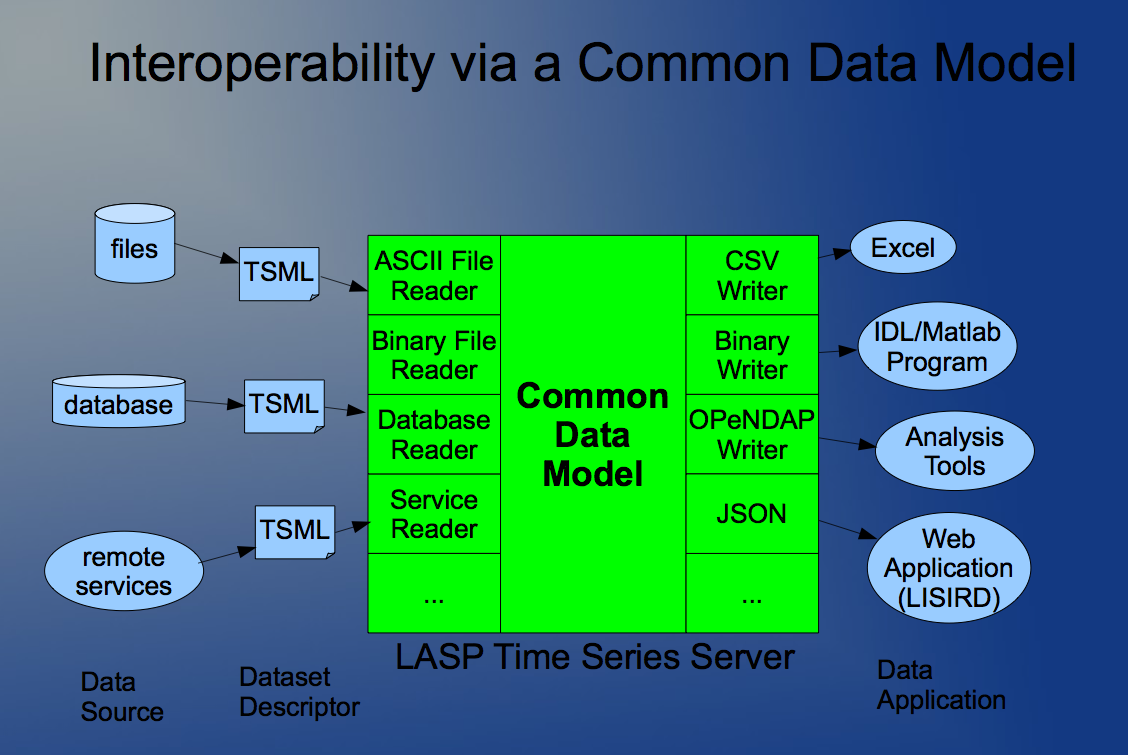 Interoperability via a Common Data Model
files
TSML
database
TSML
remote
services
TSML
ASCII File
Reader
Binary File
Reader
Database
Reader
Service
Reader
...
Common
Data
Model
CSV
Writer
Binary
Writer
OPeNDAP
Writer
JSON
...
Excel
IDL/Matlab
Program
Analysis
Tools
Web
Application
(LISIRD)
LASP Time Series Server
Data
Source
Dataset
Descriptor
Data
Application